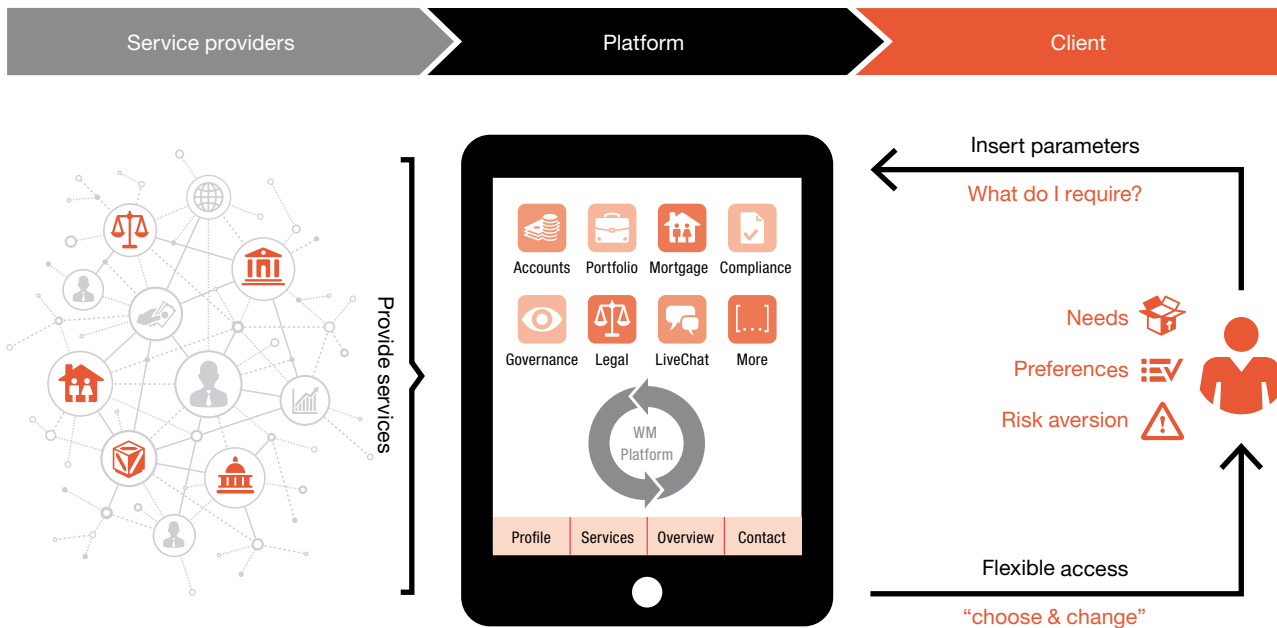 Service providers
Platform
Client
Provide services
Accounts
Portfolio
Mortgage
Compliance
Governance
Legal
LiveChat
[...]
More
WM
Platform
Profile
Services
Overview
Contact
Insert parameters
What do I require?
Needs
Preferences
Risk aversion
Flexible access
“choose & change”